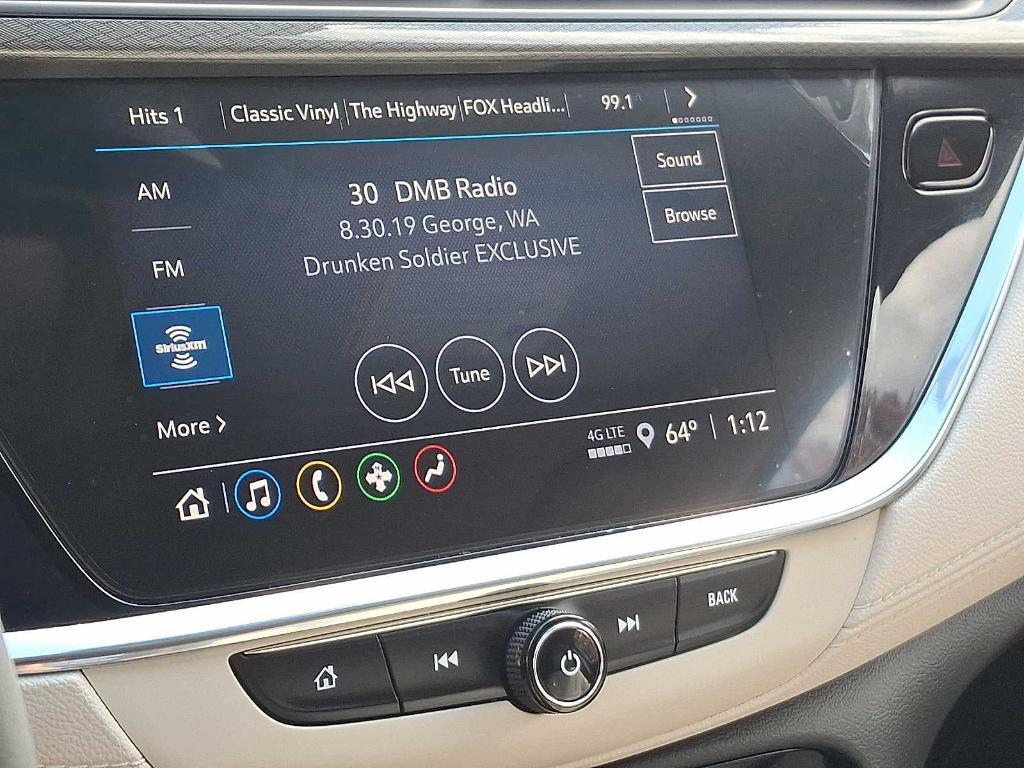 Hits 1 Classic Vinyl The Highway FOX Headli... 99.1
Sound
AM
30 DMB Radio
Browse
8.30.19 George, WA
FM
Drunken Soldier EXCLUSIVE
SiriusXM
Tune
More
4G LTE 64° 1:12
BACK